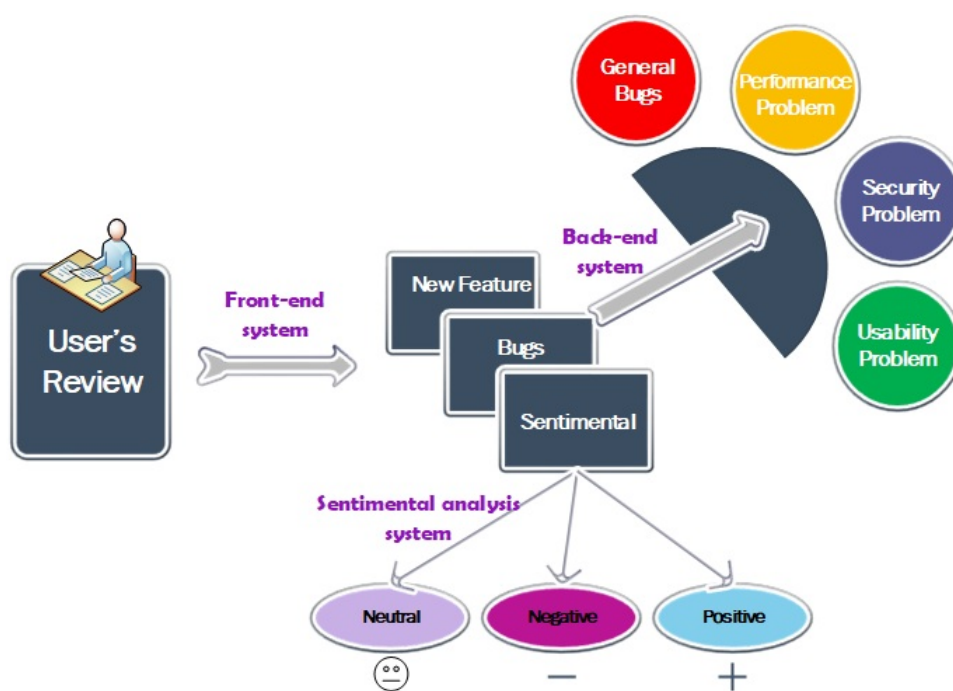 General
Bugs
Performance
Problem
Security
Problem
Usability
Problem
Back-end
system
New Feature
Bugs
Sentimental
Front-end
system
User's
Review
Sentimental analysis
system
Neutral
Negative
Positive